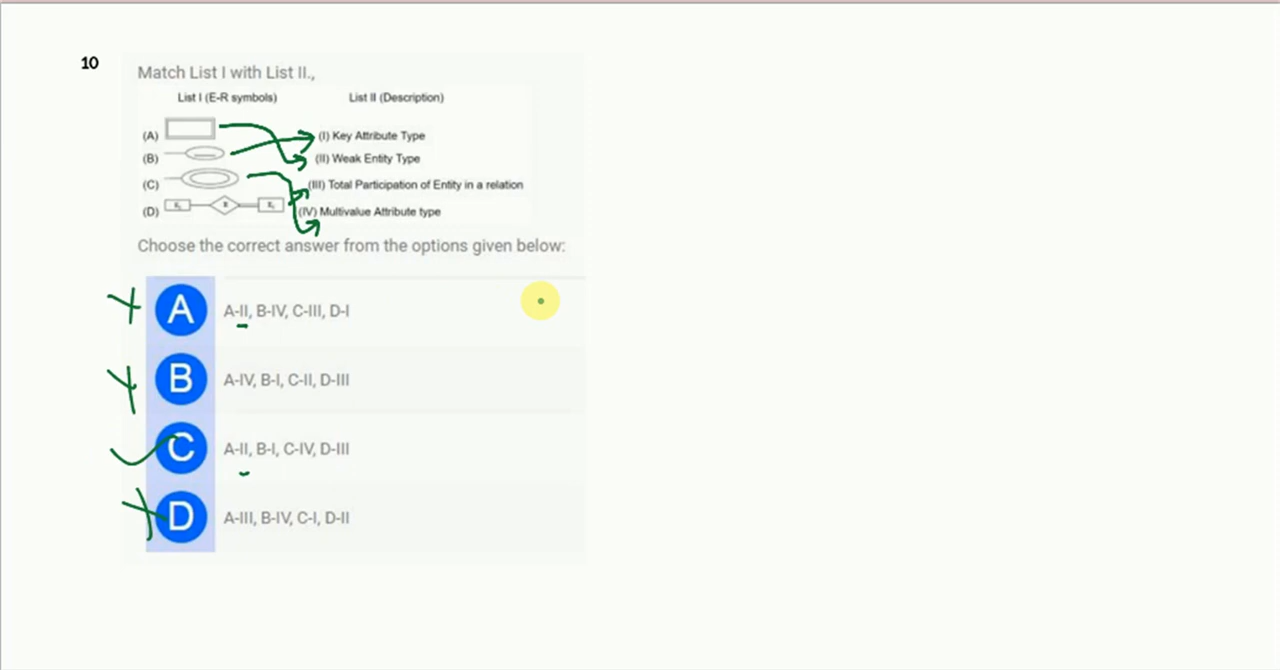 10
Match List I with List II.,
List I (E-R symbols) List II (Description)
(A) (I) Key Attribute Type
(B) (II) Weak Entity Type
(C) (III) Total Participation of Entity in a relation
(D) E₁ R E₂ (IV) Multivalue Attribute type
Choose the correct answer from the options given below:
A A-II, B-IV, C-III, D-I
B A-IV, B-I, C-II, D-III
C A-II, B-I, C-IV, D-III
D A-III, B-IV, C-I, D-II